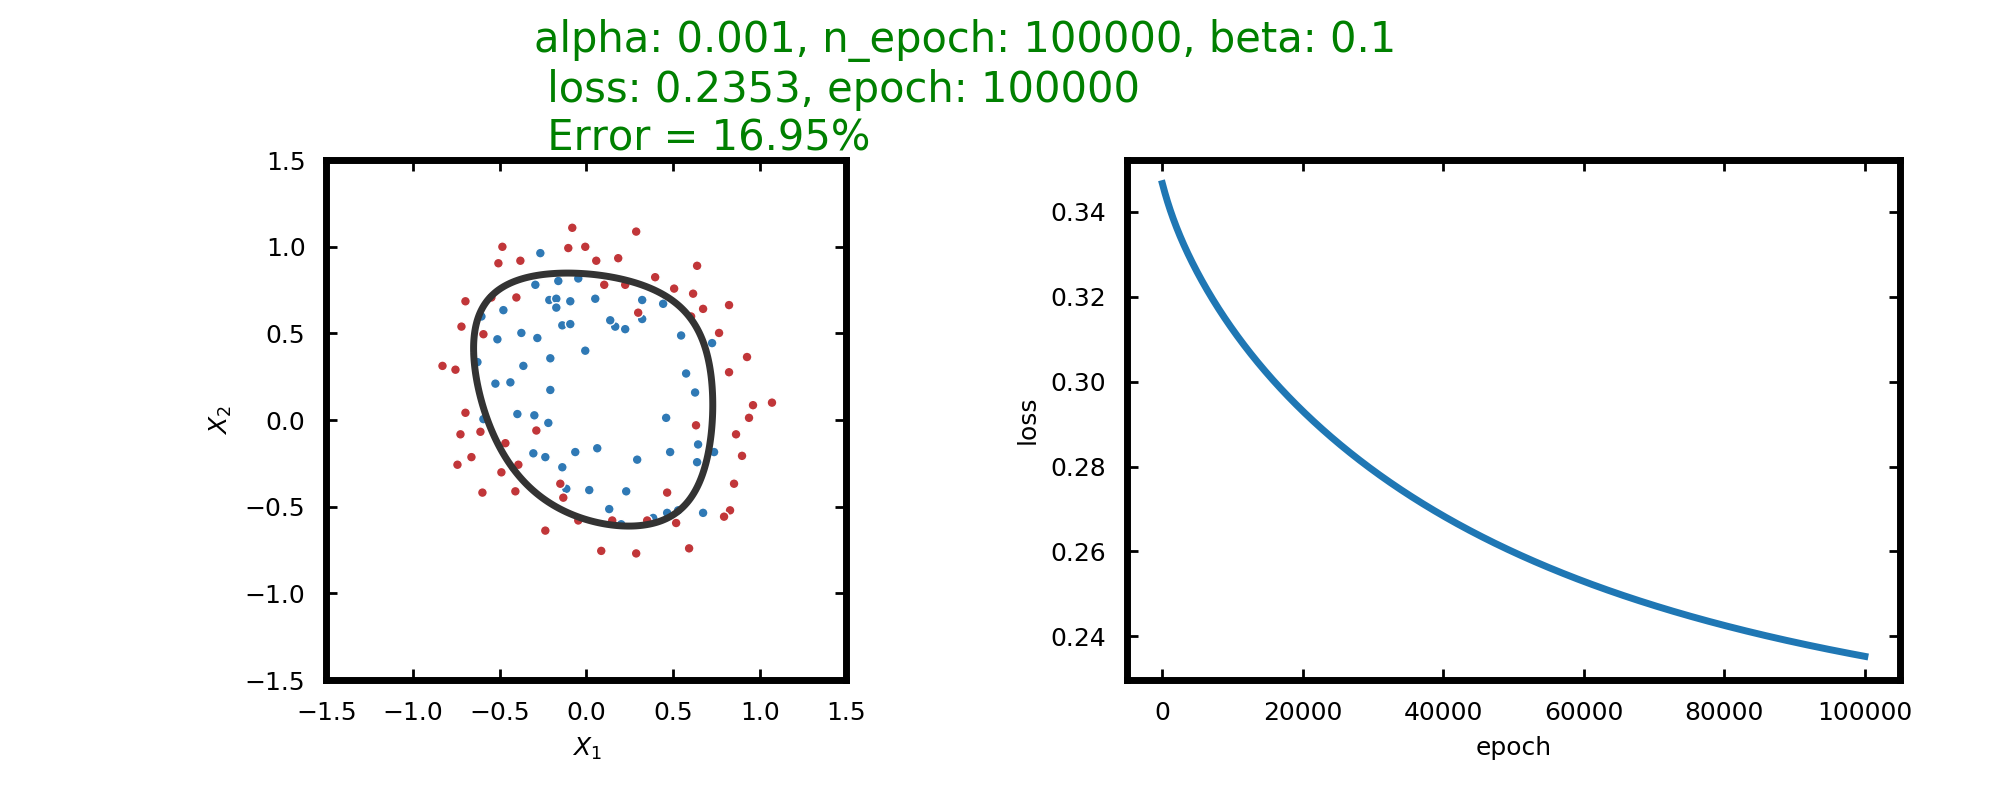 alpha: 0.001, n_epoch: 100000, beta: 0.1
loss: 0.2353, epoch: 100000
Error = 16.95%
1.5
1.0
0.5
0.0
−0.5
−1.0
−1.5
X2
−1.5 −1.0 −0.5 0.0 0.5 1.0 1.5
X1
0.34
0.32
0.30
0.28
0.26
0.24
loss
0 20000 40000 60000 80000 100000
epoch